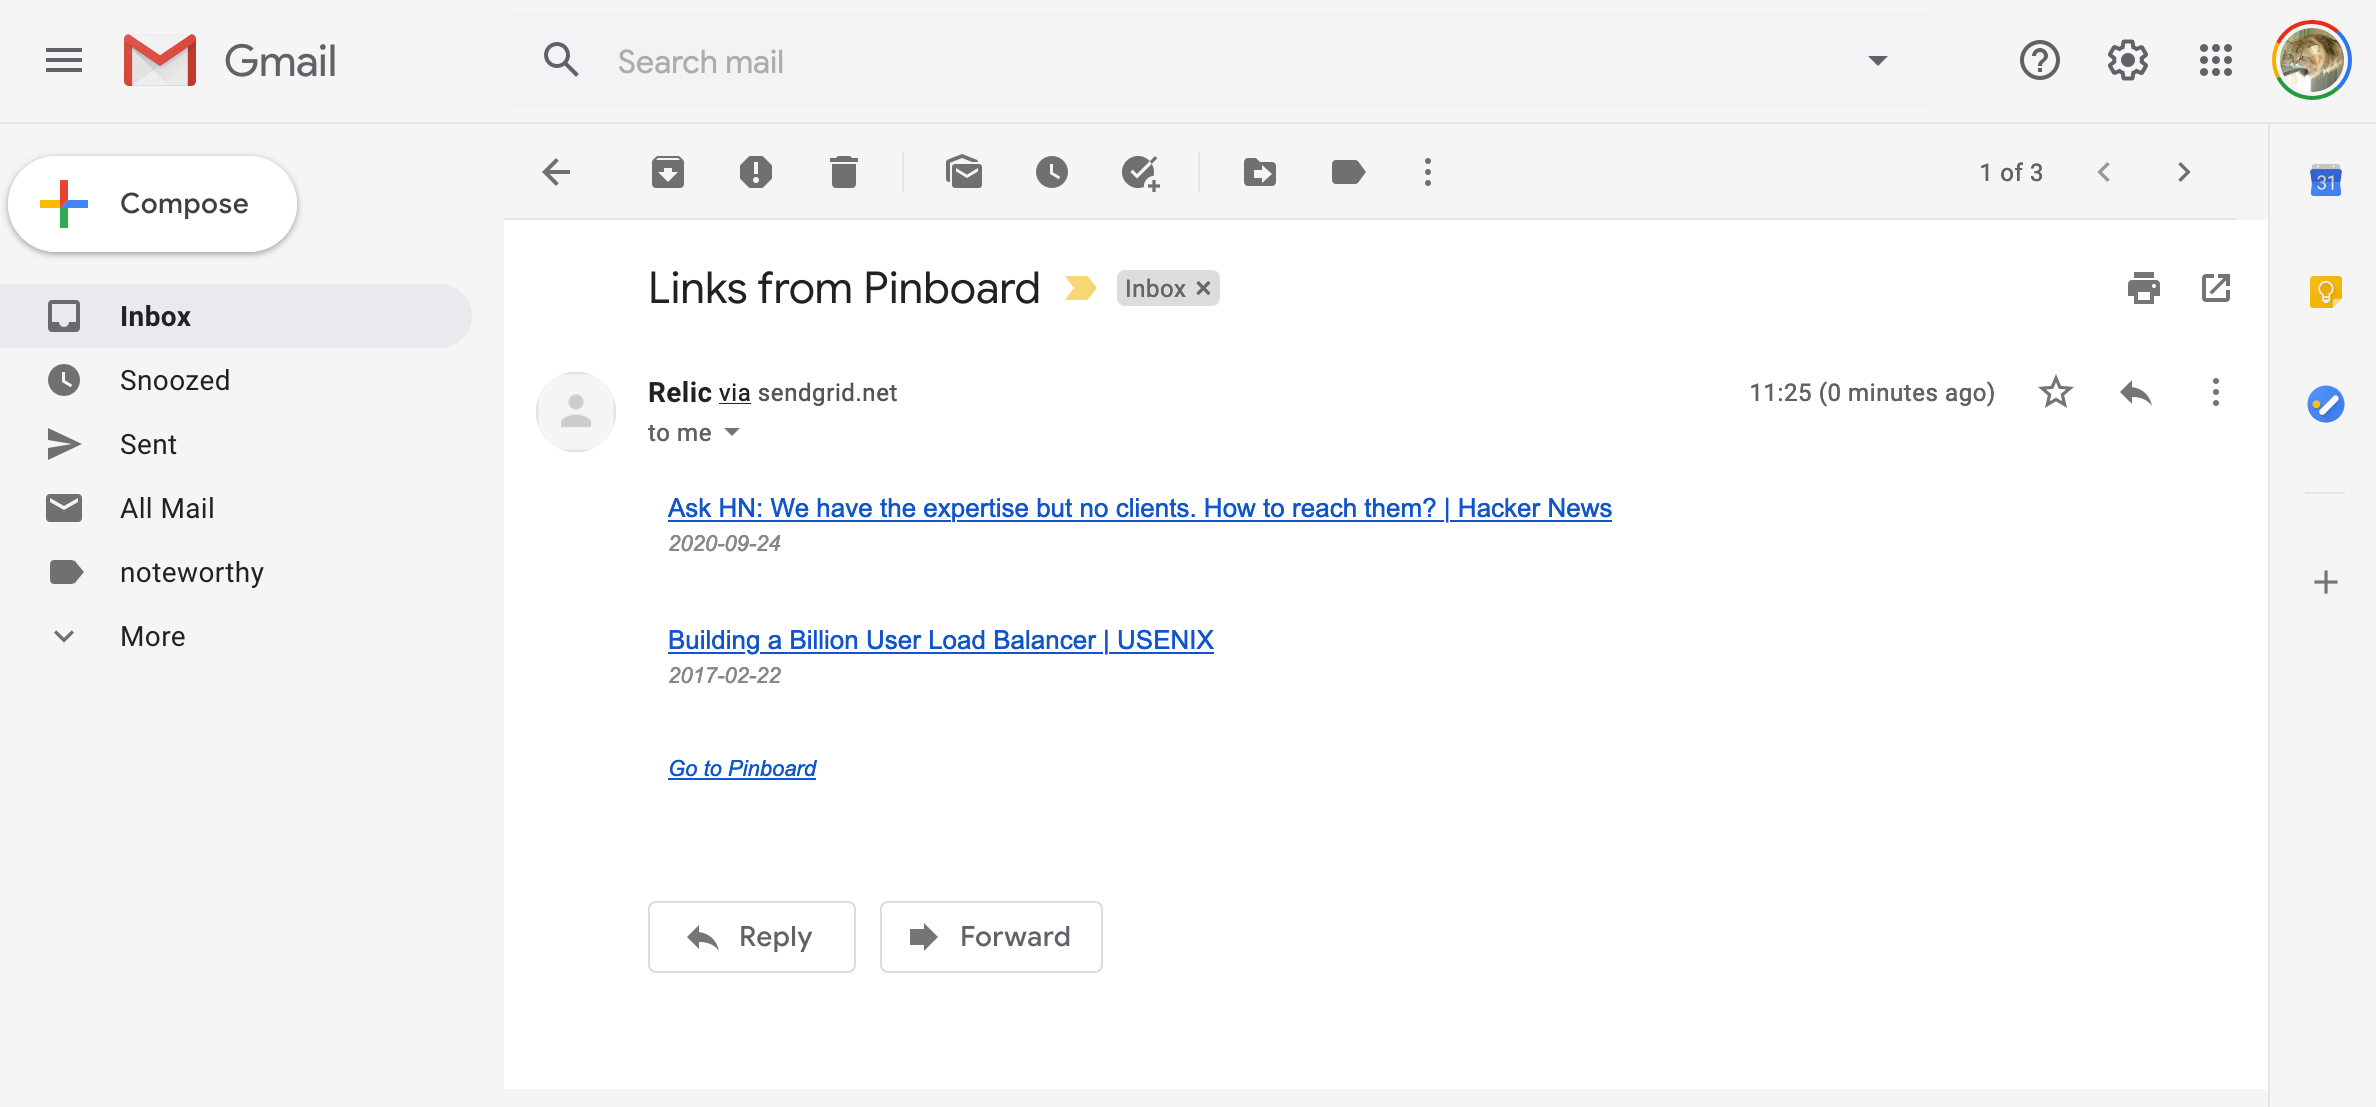 Gmail
Search mail
Compose
1 of 3
31
Inbox
Snoozed
Sent
All Mail
noteworthy
More
Links from Pinboard Inbox ×
Relic via sendgrid.net 11:25 (0 minutes ago)
to me
Ask HN: We have the expertise but no clients. How to reach them? | Hacker News
2020-09-24
Building a Billion User Load Balancer | USENIX
2017-02-22
Go to Pinboard
Reply Forward